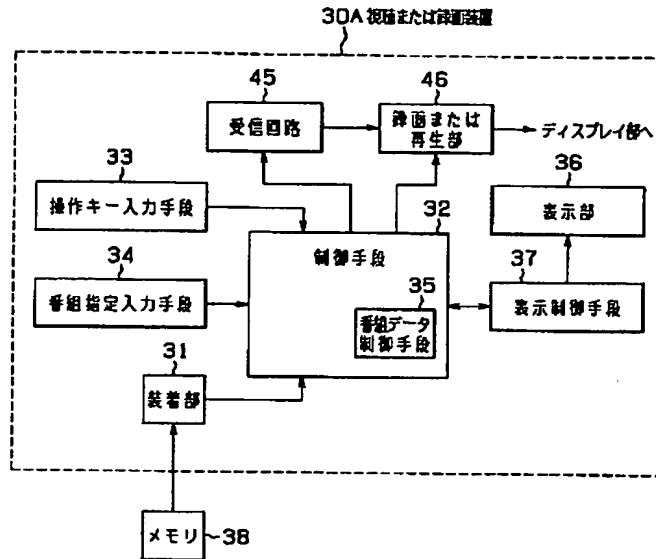 30A 視聴または録画装置
45
受信回路
46
録画または
再生部
ディスプレイ部へ
33
操作キー入力手段
36
表示部
32
制御手段
34
番組指定入力手段
35
番組データ
制御手段
37
表示制御手段
31
装着部
メモリ
38